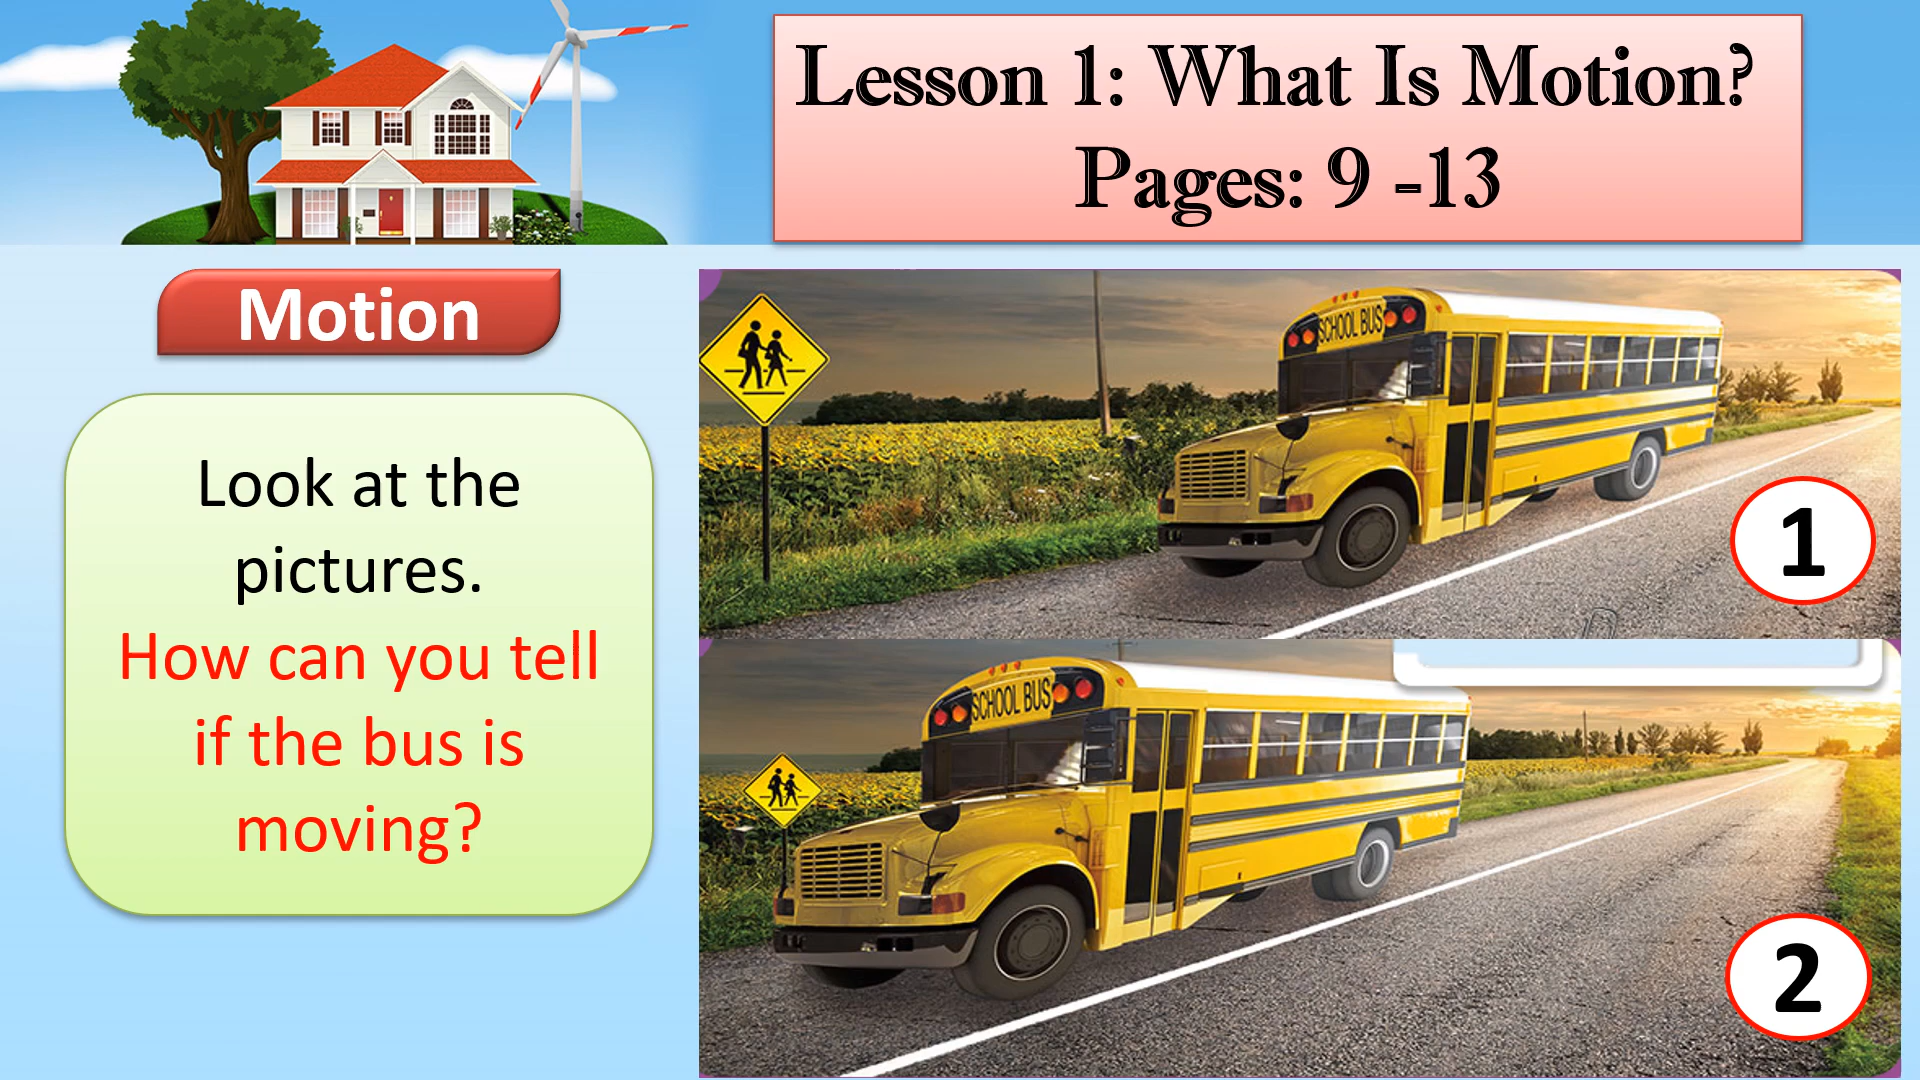 Lesson 1: What Is Motion?
Pages: 9 -13
Motion
Look at the
pictures.
How can you tell
if the bus is
moving?
SCHOOL BUS
1
SCHOOL BUS
2